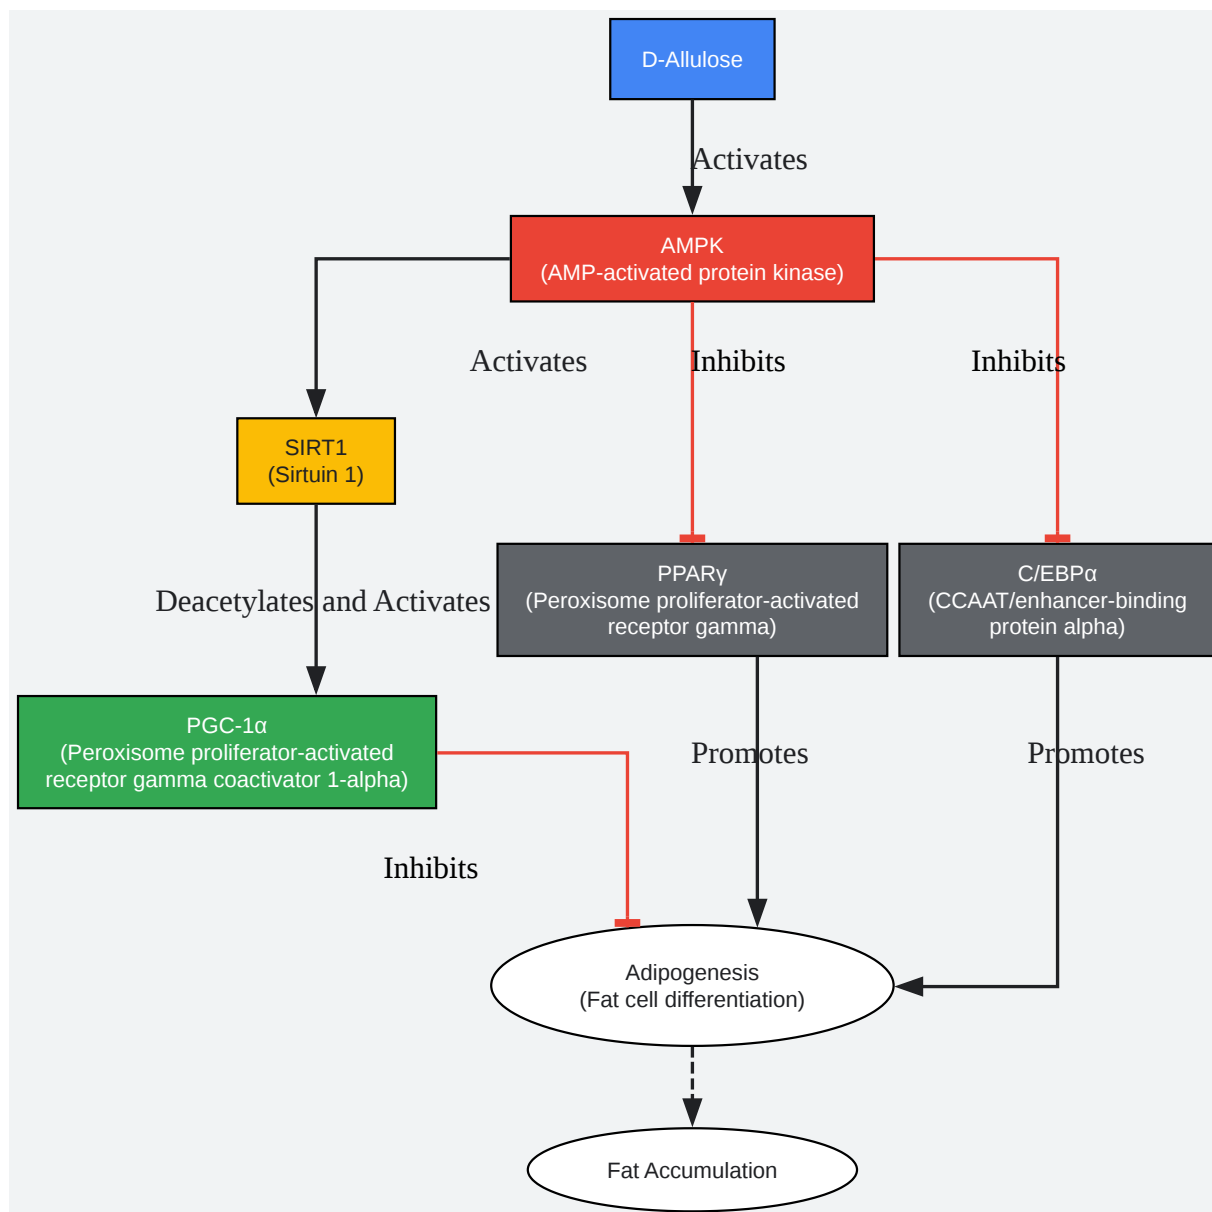 D-Allulose
Activates
AMPK
(AMP-activated protein kinase)
Activates
Inhibits
Inhibits
SIRT1
(Sirtuin 1)
PPARγ
(Peroxisome proliferator-activated
receptor gamma)
C/EBPα
(CCAAT/enhancer-binding
protein alpha)
Deacetylates and Activates
PGC-1α
(Peroxisome proliferator-activated
receptor gamma coactivator 1-alpha)
Promotes
Promotes
Inhibits
Adipogenesis
(Fat cell differentiation)
Fat Accumulation